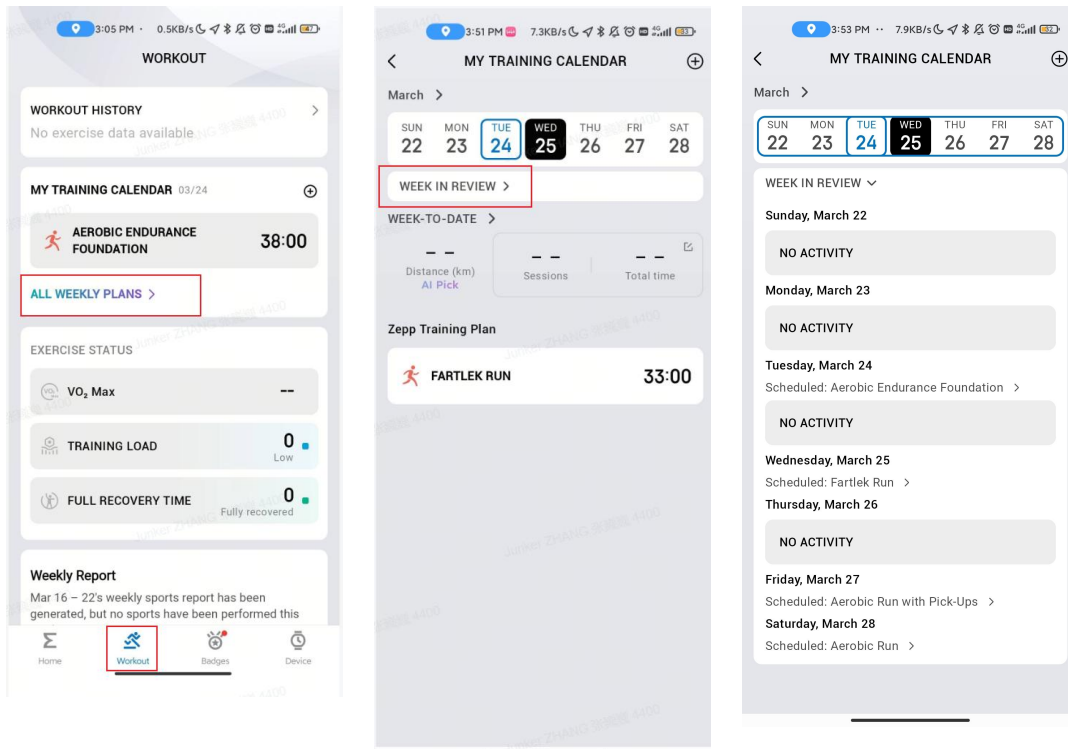 3:05 PM · 0.5KB/s 4G 47
WORKOUT
WORKOUT HISTORY
No exercise data available
MY TRAINING CALENDAR 03/24
AEROBIC ENDURANCE
FOUNDATION
38:00
ALL WEEKLY PLANS
EXERCISE STATUS
VO₂ Max --
TRAINING LOAD 0
Low
FULL RECOVERY TIME 0
Fully recovered
Weekly Report
Mar 16 – 22's weekly sports report has been
generated, but no sports have been performed this
Home Workout Badges Device
3:51 PM 7.3KB/s 4G
MY TRAINING CALENDAR
March
SUN MON TUE WED THU FRI SAT
22 23 24 25 26 27 28
WEEK IN REVIEW
WEEK-TO-DATE
-- -- --
Distance (km) Sessions Total time
AI Pick
Zepp Training Plan
FARTLEK RUN 33:00
Junker ZHANG 4400
3:53 PM ·· 7.9KB/s 4G
MY TRAINING CALENDAR
March
SUN MON TUE WED THU FRI SAT
22 23 24 25 26 27 28
WEEK IN REVIEW
Sunday, March 22
NO ACTIVITY
Monday, March 23
NO ACTIVITY
Tuesday, March 24
Scheduled: Aerobic Endurance Foundation
NO ACTIVITY
Wednesday, March 25
Scheduled: Fartlek Run
Thursday, March 26
NO ACTIVITY
Friday, March 27
Scheduled: Aerobic Run with Pick-Ups
Saturday, March 28
Scheduled: Aerobic Run